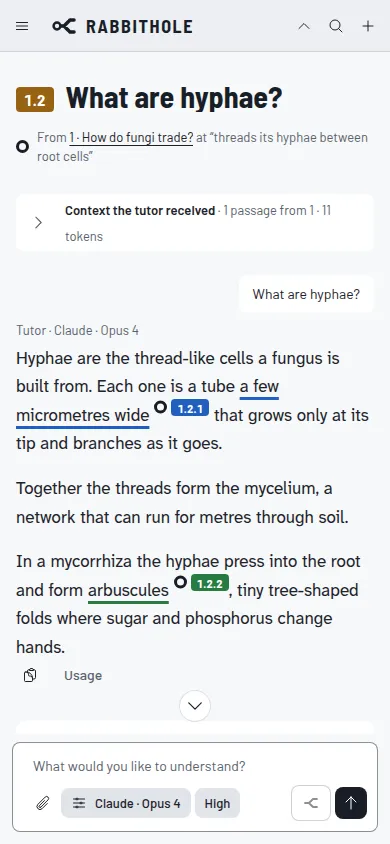 RABBITHOLE
1.2 What are hyphae?
From 1 · How do fungi trade? at “threads its hyphae between
root cells”
Context the tutor received · 1 passage from 1 · 11
tokens
What are hyphae?
Tutor · Claude · Opus 4
Hyphae are the thread-like cells a fungus is
built from. Each one is a tube a few
micrometres wide 1.2.1 that grows only at its
tip and branches as it goes.
Together the threads form the mycelium, a
network that can run for metres through soil.
In a mycorrhiza the hyphae press into the root
and form arbuscules 1.2.2, tiny tree-shaped
folds where sugar and phosphorus change
hands.
Usage
What would you like to understand?
Claude · Opus 4 High